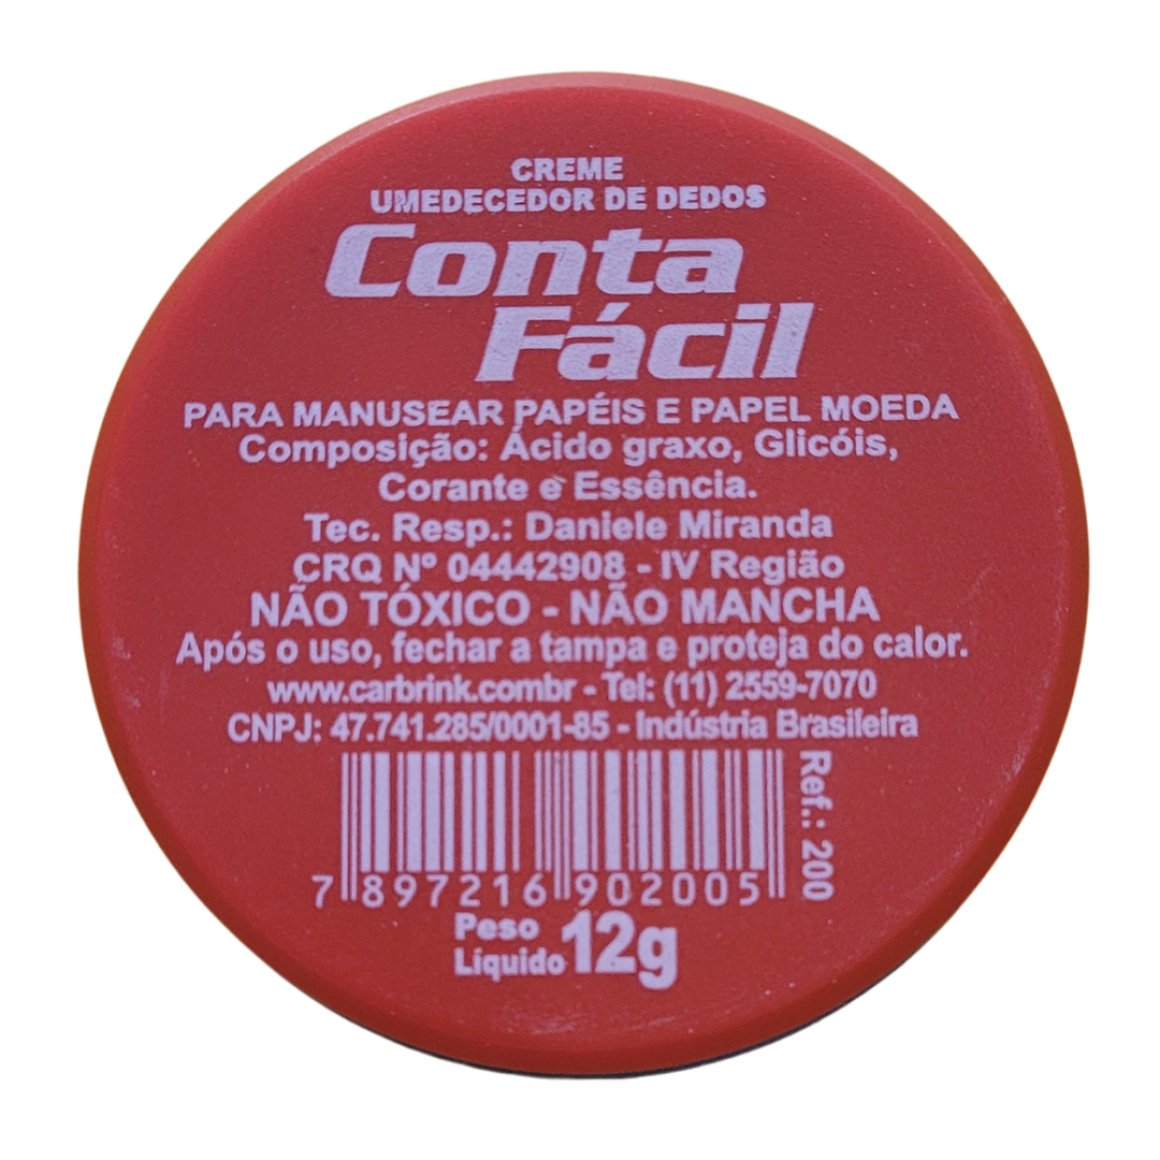 CREME
UMEDECEDOR DE DEDOS
Conta
Fácil
PARA MANUSEAR PAPÉIS E PAPEL MOEDA
Composição: Ácido graxo, Glicóis,
Corante e Essência.
Tec. Resp.: Daniele Miranda
CRQ Nº 04442908 - IV Região
NÃO TÓXICO - NÃO MANCHA
Após o uso, fechar a tampa e proteja do calor.
www.carbrink.combr - Tel: (11) 2559-7070
CNPJ: 47.741.285/0001-85 - Indústria Brasileira
Ref.: 200
7 897216 902005
Peso
Líquido 12g